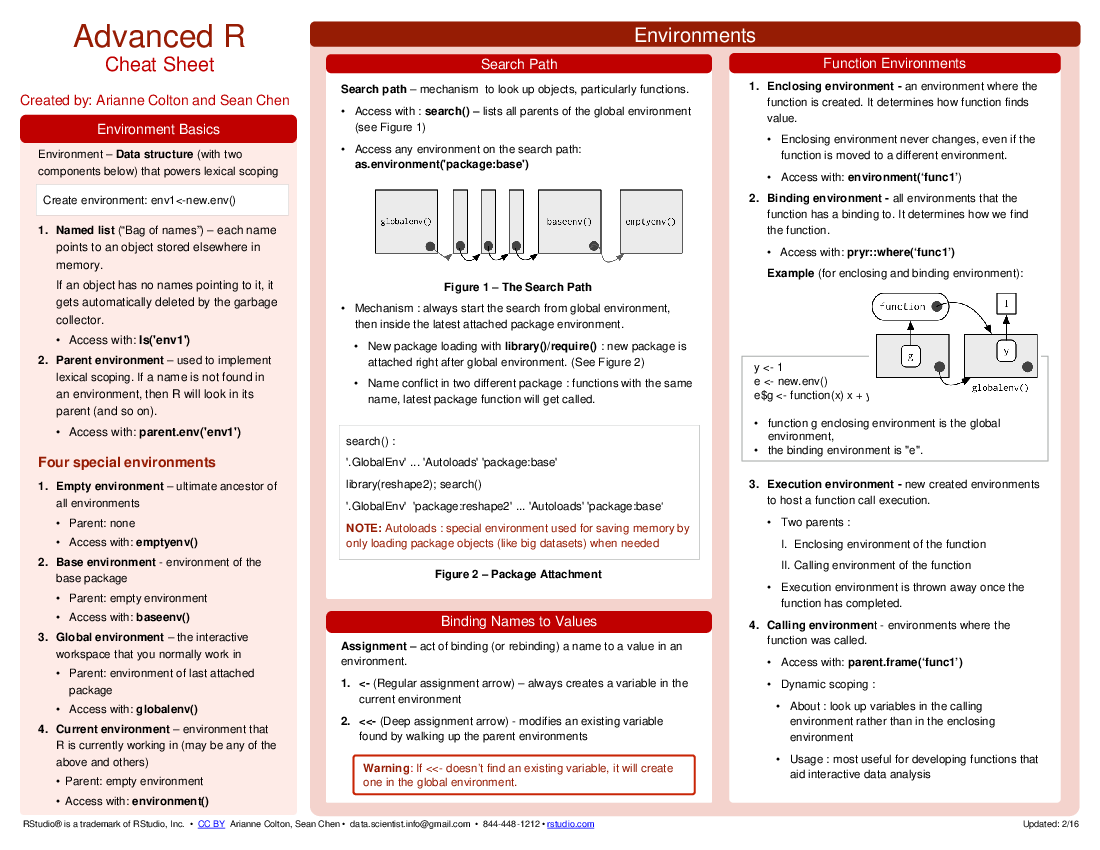 Advanced R
Cheat Sheet
Created by: Arianne Colton and Sean Chen
Environment Basics
Environment – Data structure (with two
components below) that powers lexical scoping
Create environment: env1<-new.env()
1. Named list (“Bag of names”) – each name
points to an object stored elsewhere in
memory.
If an object has no names pointing to it, it
gets automatically deleted by the garbage
collector.
• Access with: ls('env1')
2. Parent environment – used to implement
lexical scoping. If a name is not found in
an environment, then R will look in its
parent (and so on).
• Access with: parent.env('env1')
Four special environments
1. Empty environment – ultimate ancestor of
all environments
• Parent: none
• Access with: emptyenv()
2. Base environment - environment of the
base package
• Parent: empty environment
• Access with: baseenv()
3. Global environment – the interactive
workspace that you normally work in
• Parent: environment of last attached
package
• Access with: globalenv()
4. Current environment – environment that
R is currently working in (may be any of the
above and others)
• Parent: empty environment
• Access with: environment()
Environments
Search Path
Search path – mechanism to look up objects, particularly functions.
• Access with : search() – lists all parents of the global environment
(see Figure 1)
• Access any environment on the search path:
as.environment('package:base')
globalenv() baseenv() emptyenv()
Figure 1 – The Search Path
• Mechanism : always start the search from global environment,
then inside the latest attached package environment.
• New package loading with library()/require() : new package is
attached right after global environment. (See Figure 2)
• Name conflict in two different package : functions with the same
name, latest package function will get called.
search() :
'.GlobalEnv' ... 'Autoloads' 'package:base'
library(reshape2); search()
'.GlobalEnv' 'package:reshape2' ... 'Autoloads' 'package:base‘
NOTE: Autoloads : special environment used for saving memory by
only loading package objects (like big datasets) when needed
Figure 2 – Package Attachment
Binding Names to Values
Assignment – act of binding (or rebinding) a name to a value in an
environment.
1. <- (Regular assignment arrow) – always creates a variable in the
current environment
2. <<- (Deep assignment arrow) - modifies an existing variable
found by walking up the parent environments
Warning: If <<- doesn’t find an existing variable, it will create
one in the global environment.
Function Environments
1. Enclosing environment - an environment where the
function is created. It determines how function finds
value.
• Enclosing environment never changes, even if the
function is moved to a different environment.
• Access with: environment(‘func1’)
2. Binding environment - all environments that the
function has a binding to. It determines how we find
the function.
• Access with: pryr::where(‘func1’)
Example (for enclosing and binding environment):
function 1
g y
globalenv()
y <- 1
e <- new.env()
e$g <- function(x) x + y
• function g enclosing environment is the global
environment,
• the binding environment is "e".
3. Execution environment - new created environments
to host a function call execution.
• Two parents :
I. Enclosing environment of the function
II. Calling environment of the function
• Execution environment is thrown away once the
function has completed.
4. Calling environment - environments where the
function was called.
• Access with: parent.frame(‘func1’)
• Dynamic scoping :
• About : look up variables in the calling
environment rather than in the enclosing
environment
• Usage : most useful for developing functions that
aid interactive data analysis
RStudio® is a trademark of RStudio, Inc. • CC BY Arianne Colton, Sean Chen • data.scientist.info@gmail.com • 844-448-1212 • rstudio.com
Updated: 2/16